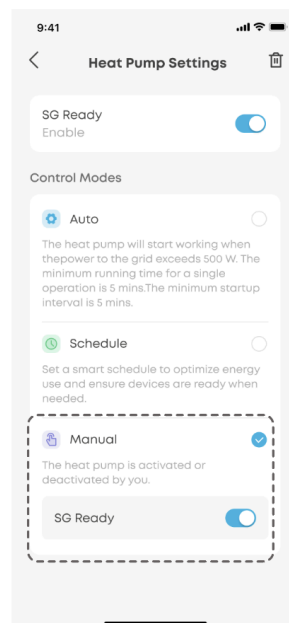 9:41
Heat Pump Settings
SG Ready
Enable
Control Modes
Auto
The heat pump will start working when
thepower to the grid exceeds 500 W. The
minimum running time for a single
operation is 5 mins.The minimum startup
interval is 5 mins.
Schedule
Set a smart schedule to optimize energy
use and ensure devices are ready when
needed.
Manual
The heat pump is activated or
deactivated by you.
SG Ready